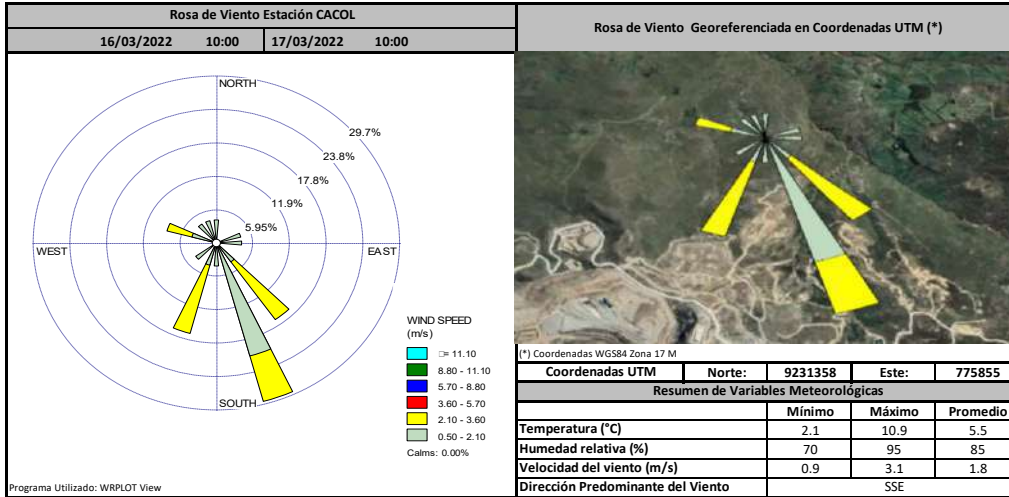 Rosa de Viento Estación CACOL
16/03/2022 10:00 17/03/2022 10:00
NORTH
29.7%
23.8%
17.8%
11.9%
5.95%
WEST
EAST
SOUTH
WIND SPEED
(m/s)
□= 11.10
8.80 - 11.10
5.70 - 8.80
3.60 - 5.70
2.10 - 3.60
0.50 - 2.10
Calms: 0.00%
Programa Utilizado: WRPLOT View
Rosa de Viento Georeferenciada en Coordenadas UTM (*)
(*) Coordenadas WGS84 Zona 17 M
Coordenadas UTM Norte: 9231358 Este: 775855
Resumen de Variables Meteorológicas
Mínimo Máximo Promedio
Temperatura (°C) 2.1 10.9 5.5
Humedad relativa (%) 70 95 85
Velocidad del viento (m/s) 0.9 3.1 1.8
Dirección Predominante del Viento SSE